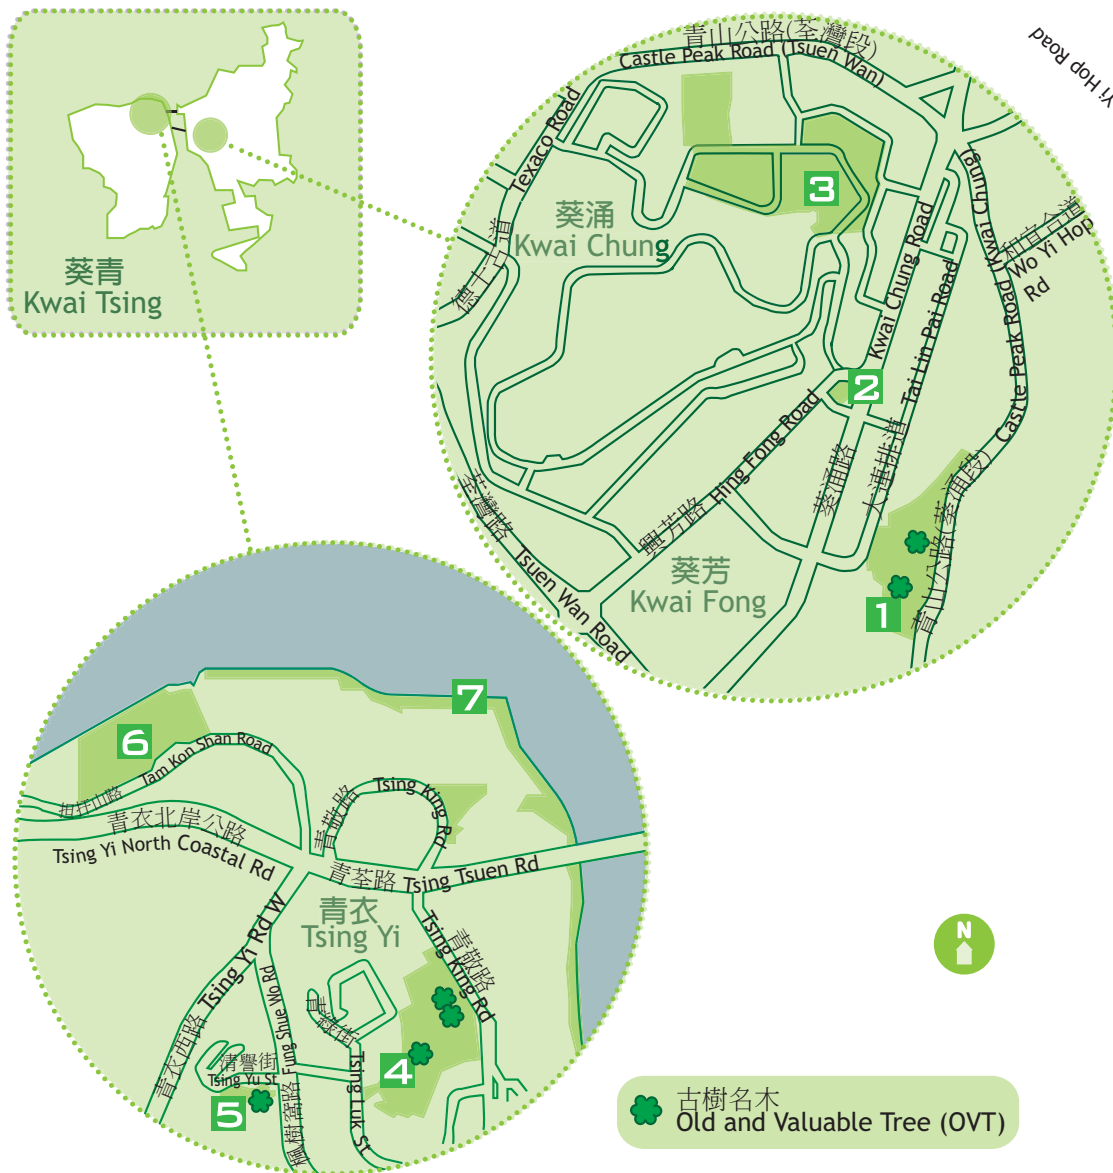 葵青
Kwai Tsing
青山公路(荃灣段)
Castle Peak Road (Tsuen Wan)
Yi Hop Road
Texaco Road
德士古道
葵涌
Kwai Chung
3
Kwai Chung Road
葵涌路
Tai Lin Pai Road
大連排道
Castle Peak Road (Kwai Chung)
青山公路(葵涌段)
和宜合道
Wo Yi Hop
Rd
2
興芳路 Hing Fong Road
荃灣路 Tsuen Wan Road
葵芳
Kwai Fong
1
7
6
担扞山路 Tam Kon Shan Road
青衣北岸公路
Tsing Yi North Coastal Rd
青敬路
Tsing King Rd
青荃路 Tsing Tsuen Rd
青衣
Tsing Yi
青衣西路 Tsing Yi Rd W
楓樹窩路 Fung Shue Wo Rd
青敬路
Tsing King Rd
青綠街
Tsing Luk St
清譽街
Tsing Yu St
4
5
N
古樹名木
Old and Valuable Tree (OVT)